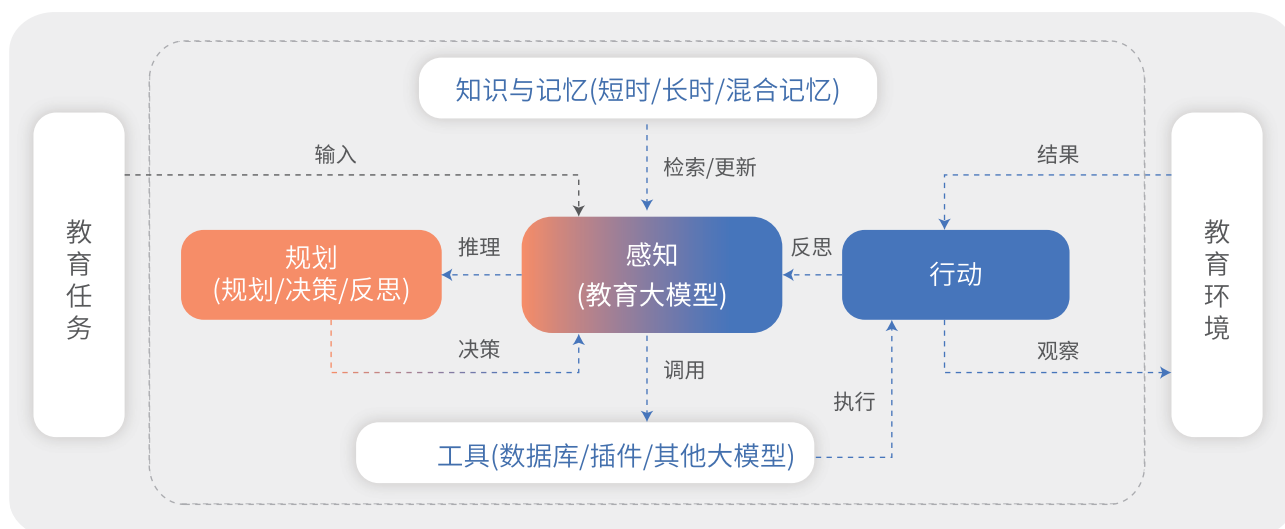 知识与记忆(短时/长时/混合记忆)
输入
检索/更新
结果
教育任务
规划
(规划/决策/反思)
推理
感知
(教育大模型)
反思
行动
教育环境
决策
调用
执行
观察
工具(数据库/插件/其他大模型)